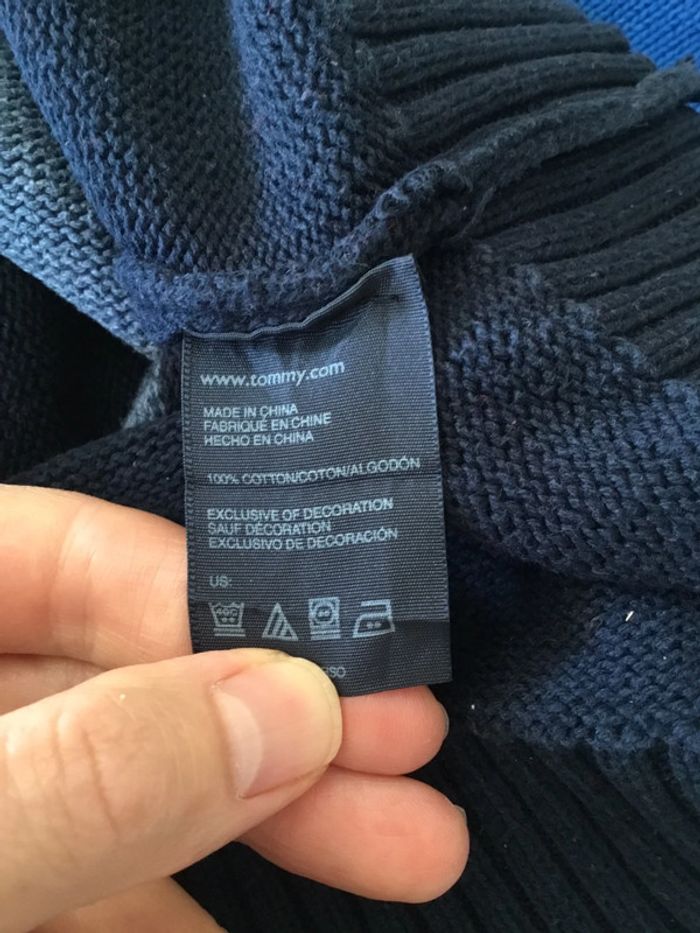 www.tommy.com
MADE IN CHINA
FABRIQUÉ EN CHINE
HECHO EN CHINA
100% COTTON/COTON/ALGODÓN
EXCLUSIVE OF DECORATION
SAUF DÉCORATION
EXCLUSIVO DE DECORACIÓN
US: